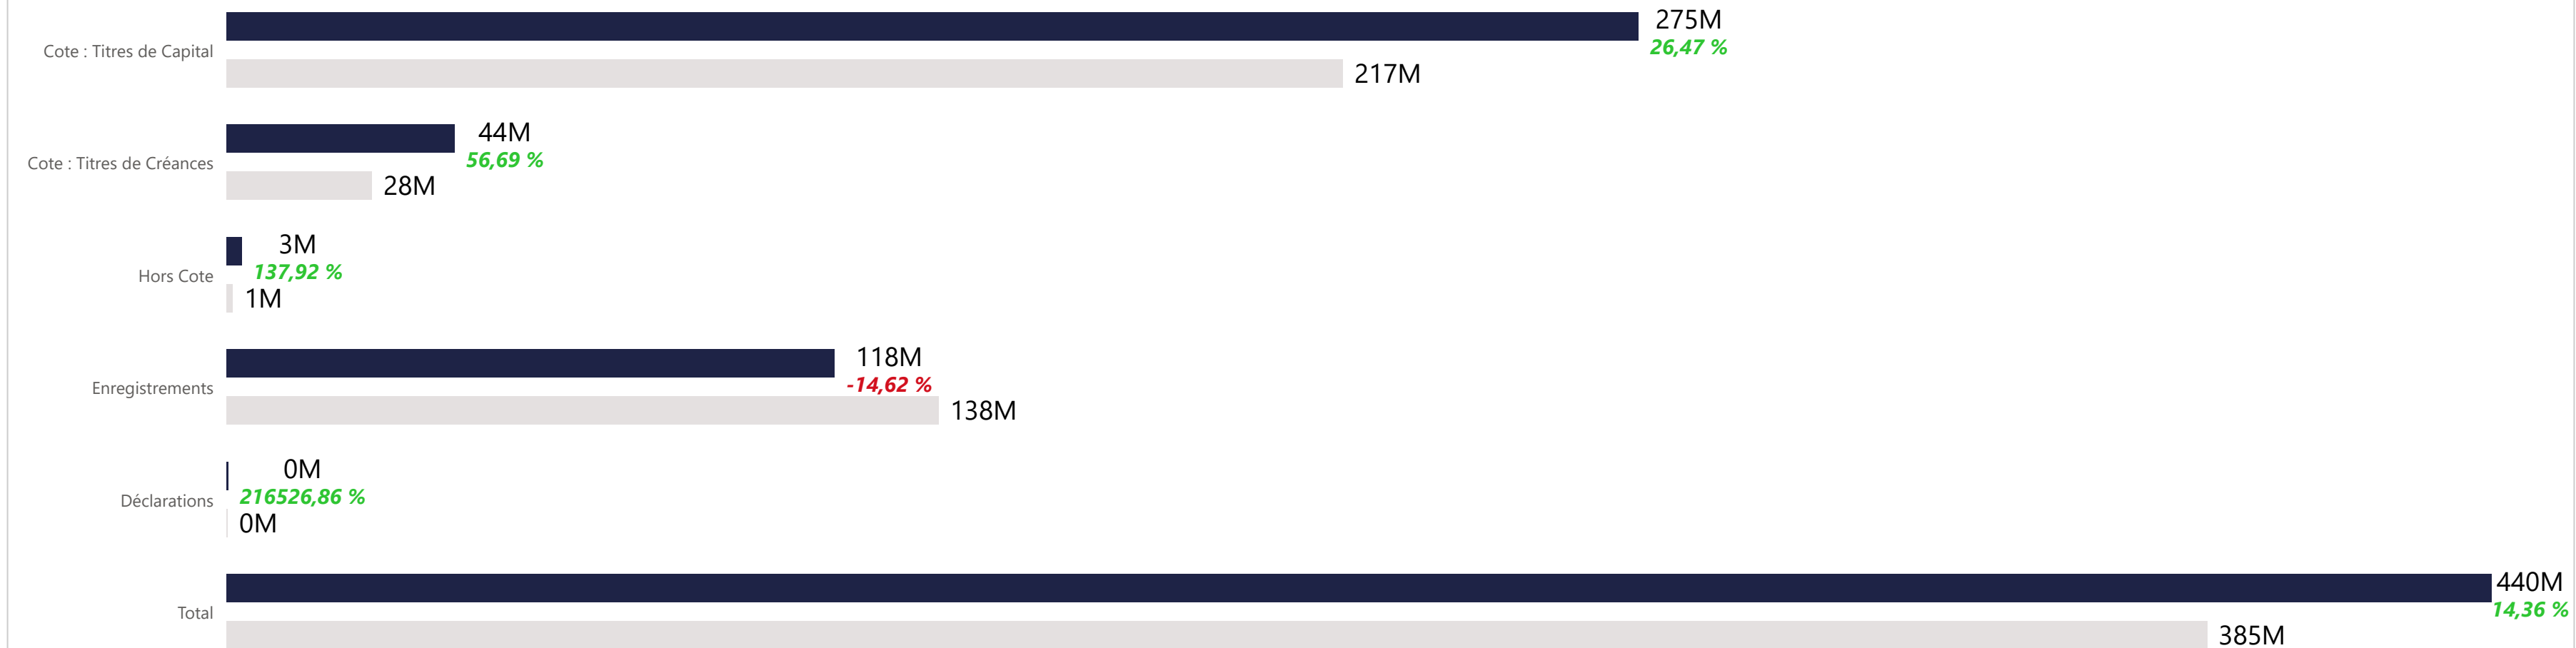 275M
26,47 %
Cote : Titres de Capital
217M
44M
56,69 %
Cote : Titres de Créances
28M
3M
137,92 %
Hors Cote
1M
118M
-14,62 %
Enregistrements
138M
0M
216526,86 %
Déclarations
0M
440M
14,36 %
Total
385M